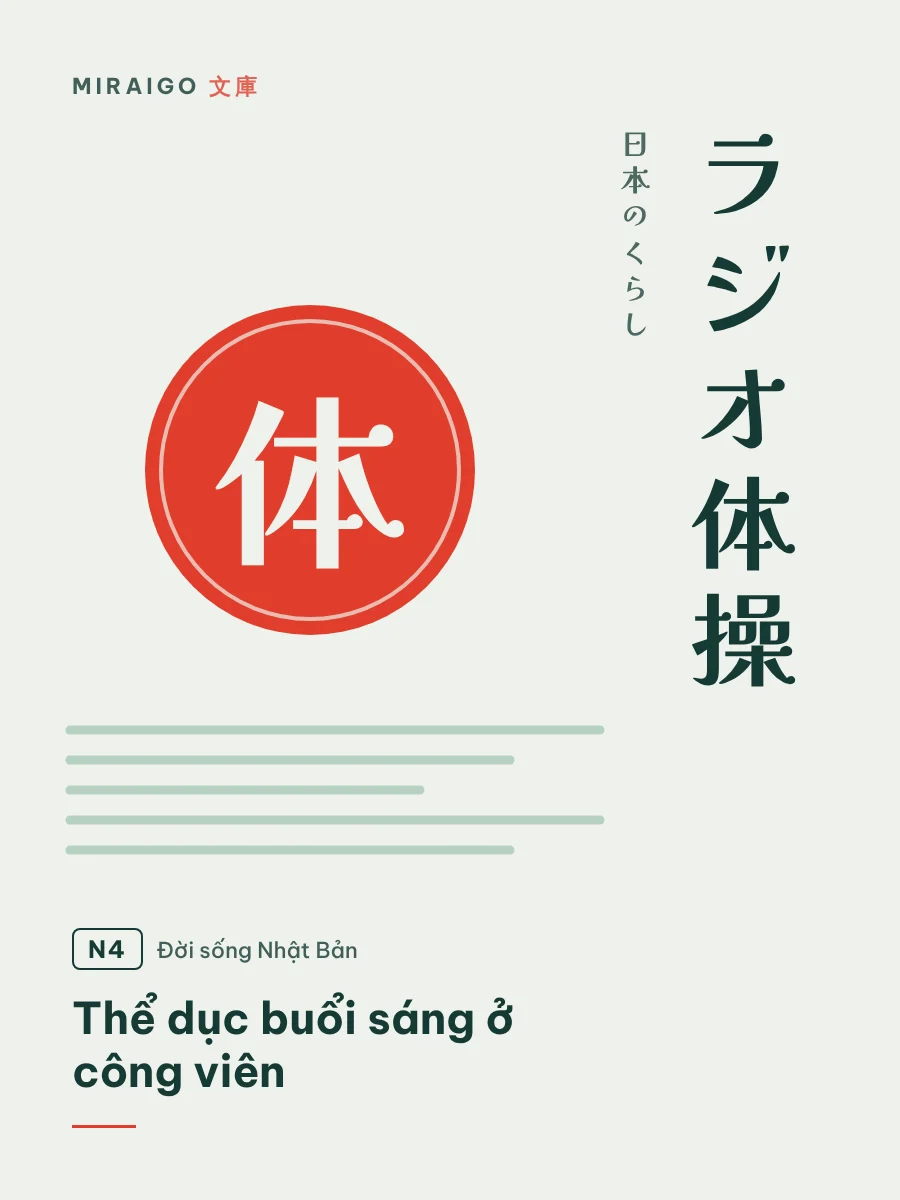 MIRAIGO 文庫
ラジオ体操
日本のくらし
体
N4 Đời sống Nhật Bản
Thể dục buổi sáng ở
công viên